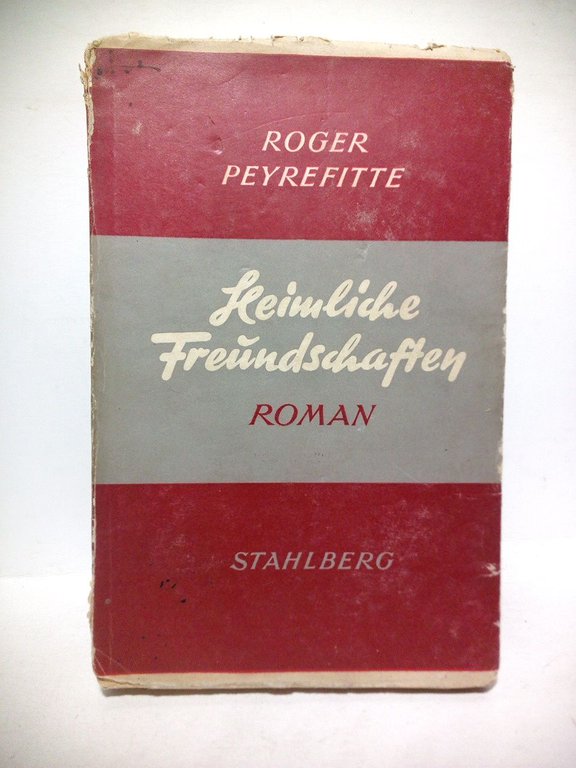 ROGER
PEYREFITTE
Heimliche
Freundschaften
ROMAN
STAHLBERG